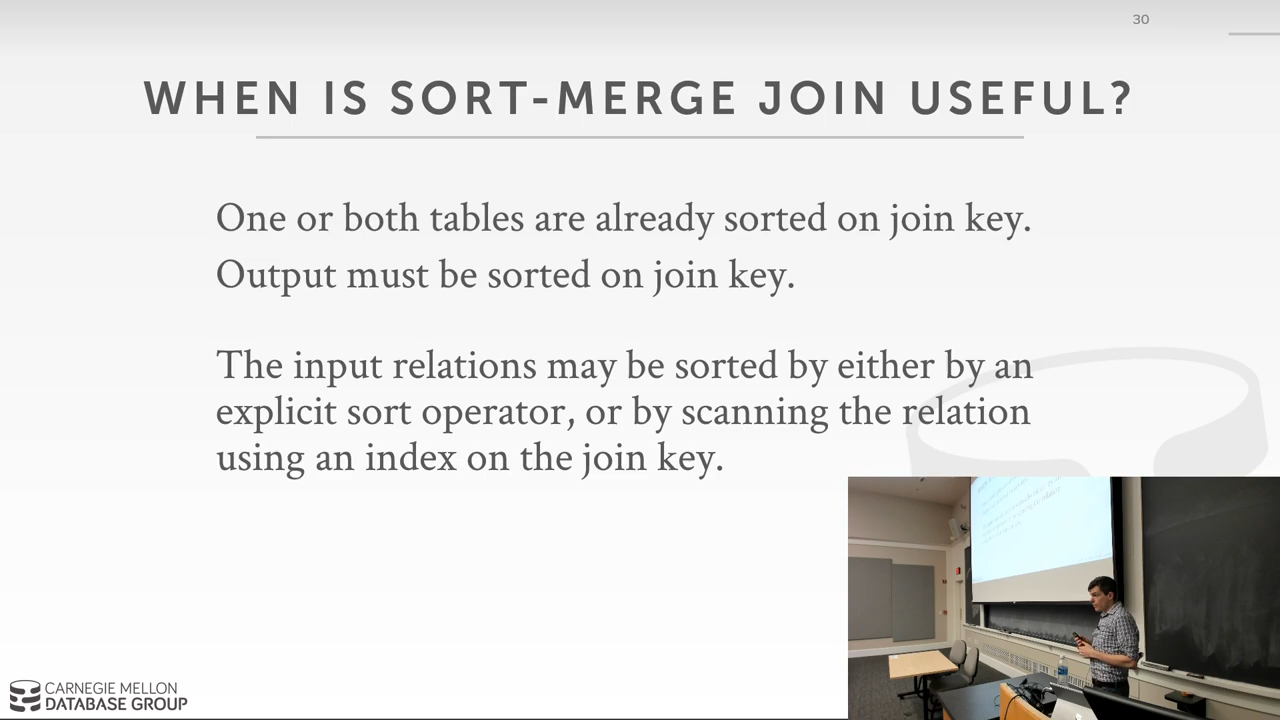 30
WHEN IS SORT-MERGE JOIN USEFUL?
One or both tables are already sorted on join key.
Output must be sorted on join key.
The input relations may be sorted by either by an
explicit sort operator, or by scanning the relation
using an index on the join key.
CARNEGIE MELLON
DATABASE GROUP